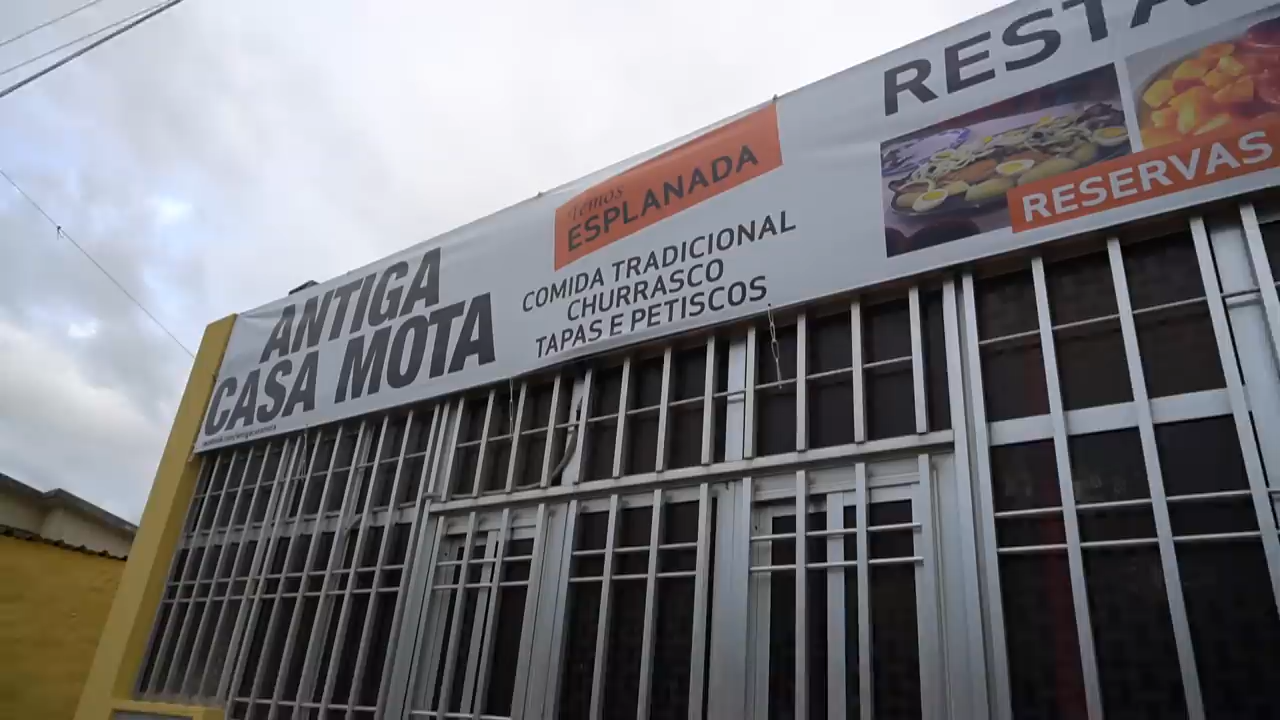 ANTIGA
CASA MOTA
Temos
ESPLANADA
COMIDA TRADICIONAL
CHURRASCO
TAPAS E PETISCOS
RESTA
RESERVAS